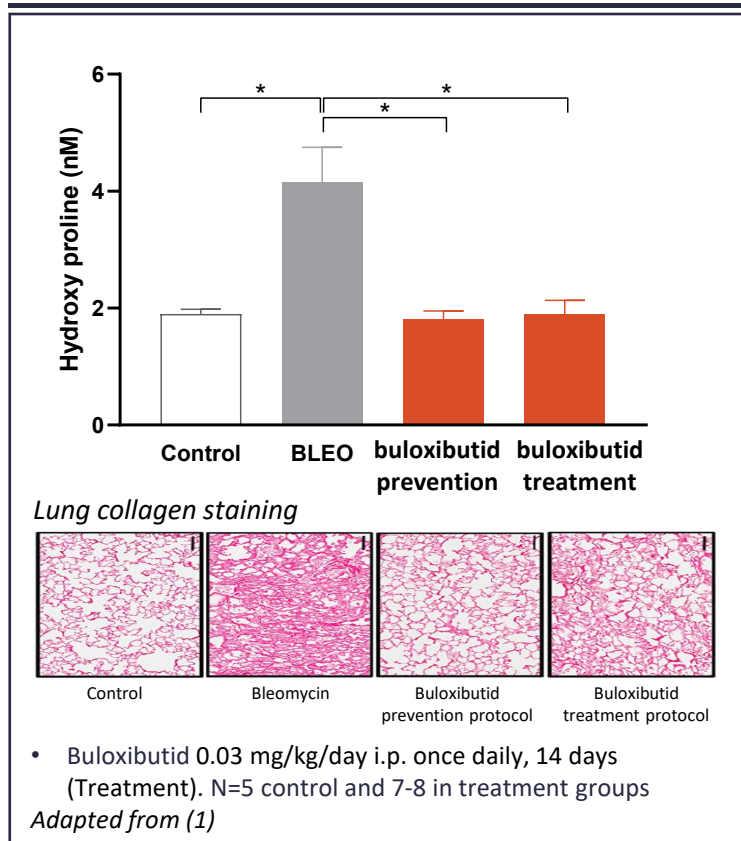 * * *
6
4
2
0
Hydroxy proline (nM)
Control BLEO buloxibutid prevention buloxibutid treatment
Lung collagen staining
Control Bleomycin Buloxibutid prevention protocol Buloxibutid treatment protocol
• Buloxibutid 0.03 mg/kg/day i.p. once daily, 14 days
(Treatment). N=5 control and 7-8 in treatment groups
Adapted from (1)